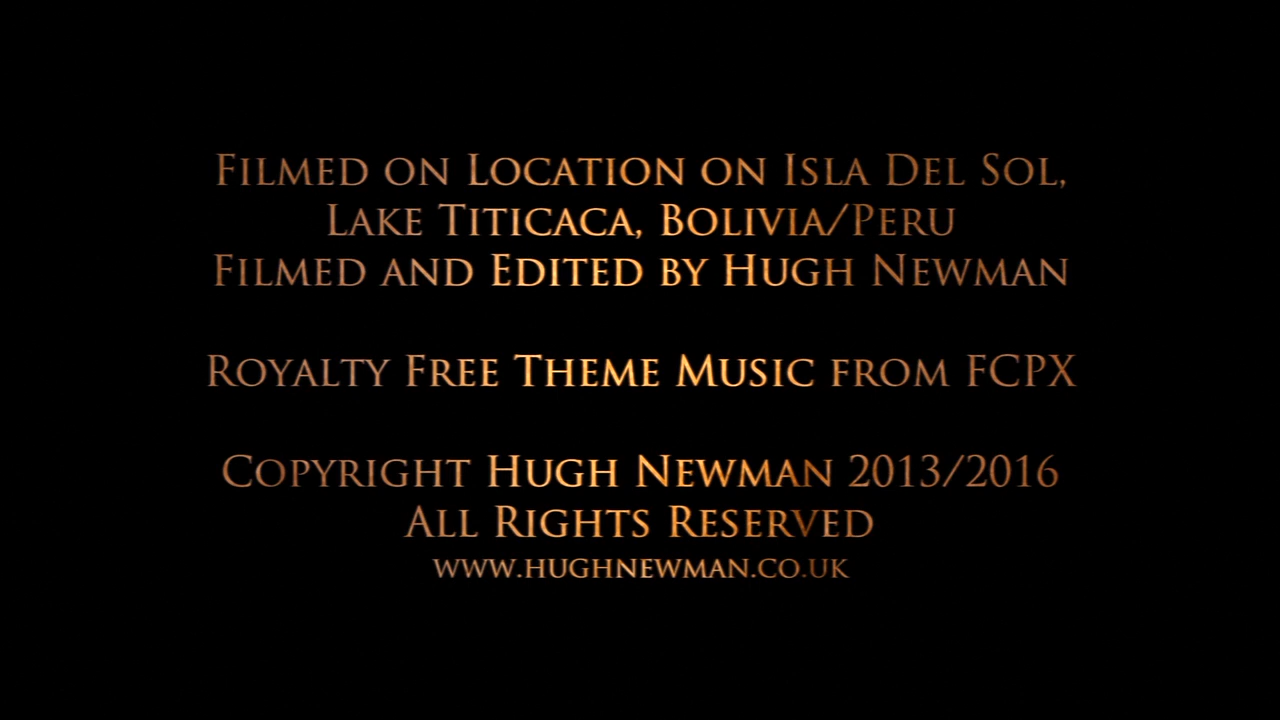 Filmed on Location on Isla Del Sol,
Lake Titicaca, Bolivia/Peru
Filmed and Edited by Hugh Newman
Royalty Free Theme Music from FCPX
Copyright Hugh Newman 2013/2016
All Rights Reserved
www.hughnewman.co.uk